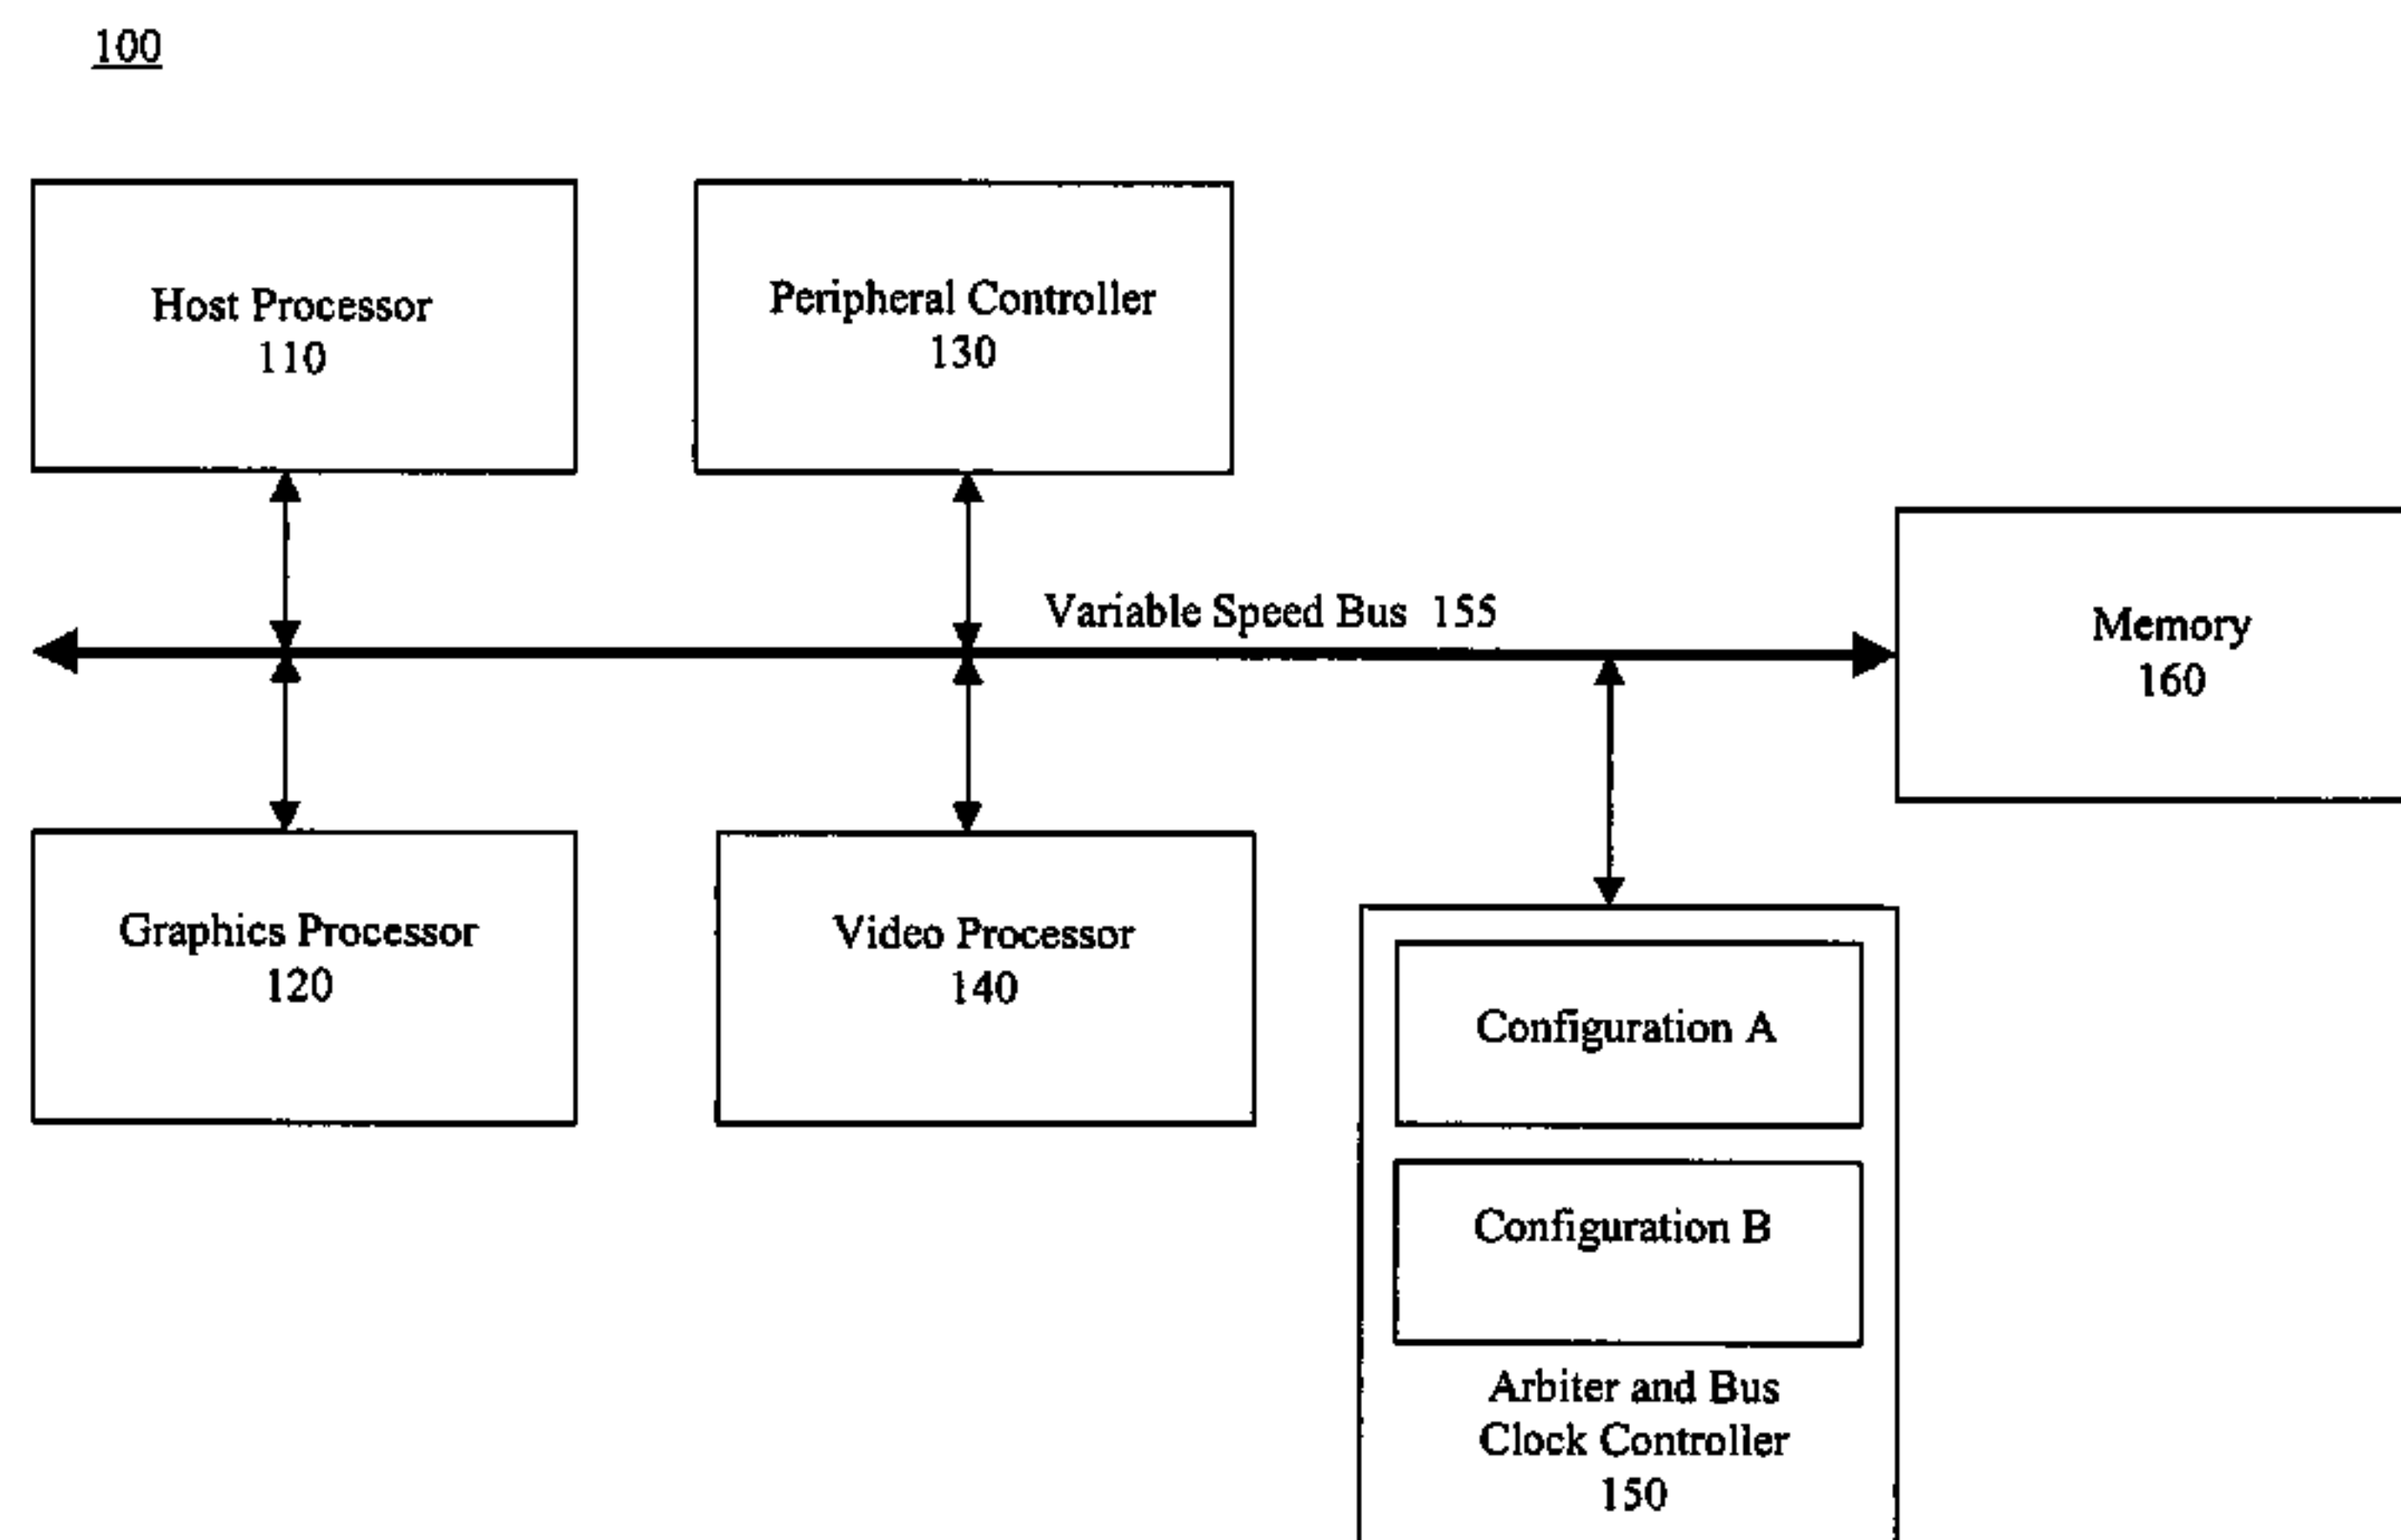 100
Host Processor
110
Peripheral Controller
130
Variable Speed Bus 155
Memory
160
Graphics Processor
120
Video Processor
140
Configuration A
Configuration B
Arbiter and Bus
Clock Controller
150